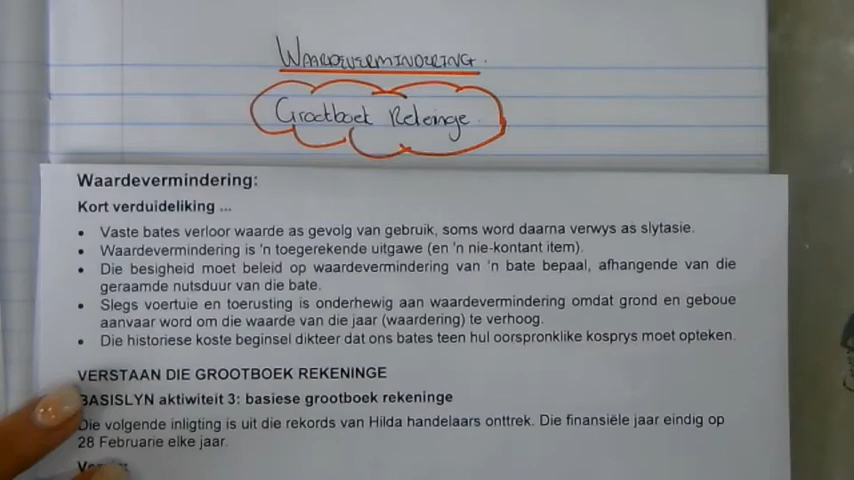 WAARDEVERMINDERING.
Grootboek Rekeinge.
Waardevermindering:
Kort verduideliking ...
• Vaste bates verloor waarde as gevolg van gebruik, soms word daarna verwys as slytasie.
• Waardevermindering is 'n toegerekende uitgawe (en 'n nie-kontant item).
• Die besigheid moet beleid op waardevermindering van 'n bate bepaal, afhangende van die
geraamde nutsduur van die bate.
• Slegs voertuie en toerusting is onderhewig aan waardevermindering omdat grond en geboue
aanvaar word om die waarde van die jaar (waardering) te verhoog.
• Die historiese koste beginsel dikteer dat ons bates teen hul oorspronklike kosprys moet opteken.
VERSTAAN DIE GROOTBOEK REKENINGE
BASISLYN aktiwiteit 3: basiese grootboek rekeninge
Die volgende inligting is uit die rekords van Hilda handelaars onttrek. Die finansiële jaar eindig op
28 Februarie elke jaar.